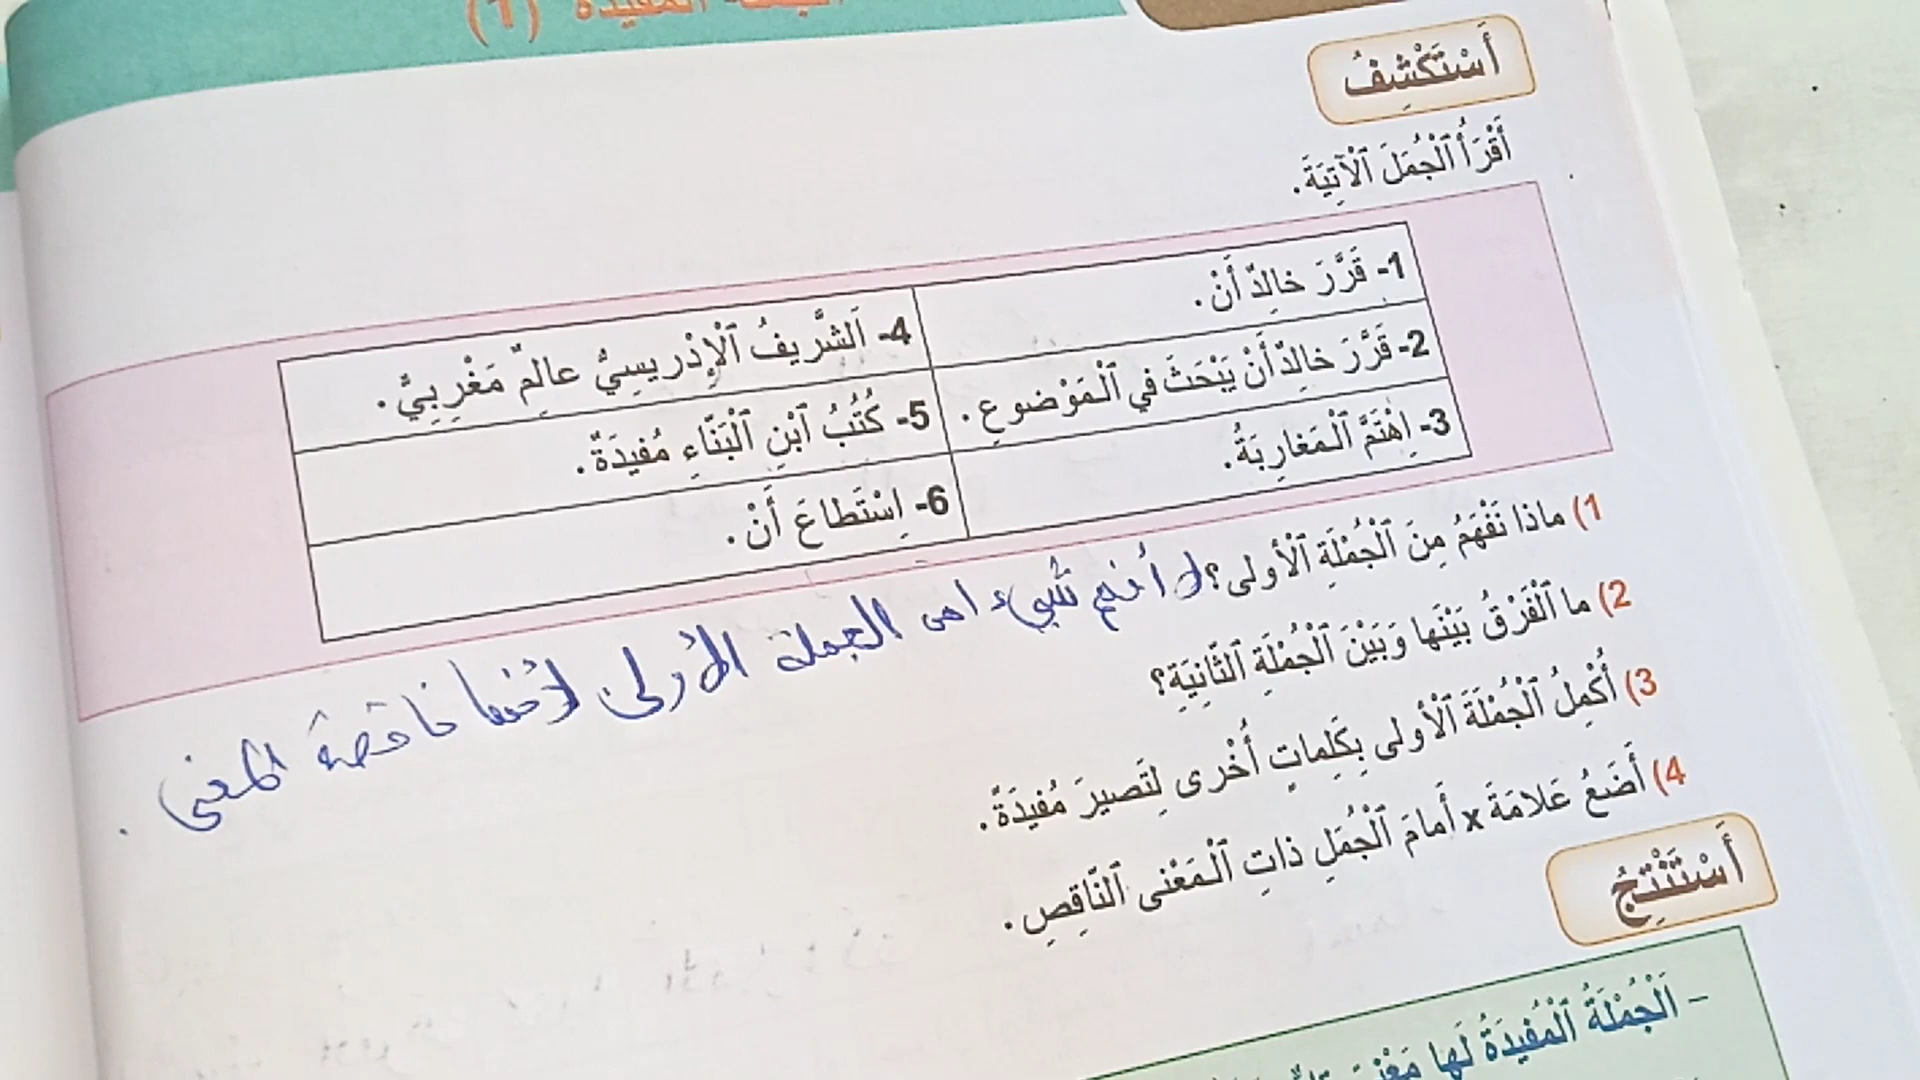 (1)
أَسْتَكْشِفُ
أَقْرَأُ ٱلْجُمَلَ ٱلْآتِيَةَ.
1- قَرَّرَ خالِدٌ أَنْ.
2- قَرَّرَ خالِدٌ أَنْ يَبْحَثَ في ٱلْمَوْضوعِ.
3- اِهْتَمَّ ٱلْمَغارِبَةُ.
4- اَلشَّريفُ ٱلْإِدْريسِيُّ عالِمٌ مَغْرِبِيٌّ.
5- كُتُبُ ٱبْنِ ٱلْبَنّاءِ مُفيدَةٌ.
6- اِسْتَطاعَ أَنْ.
1) ماذا نَفْهَمُ مِنَ ٱلْجُمْلَةِ ٱلْأولى؟ لا أفهم شيء من الجملة الأولى لأنها ناقصة المعنى.
2) ما ٱلْفَرْقُ بَيْنَها وَبَيْنَ ٱلْجُمْلَةِ ٱلثّانِيَةِ؟
3) أُكْمِلُ ٱلْجُمْلَةَ ٱلْأولى بِكَلِماتٍ أُخْرى لِتَصيرَ مُفيدَةً.
4) أَضَعُ عَلامَةَ x أَمامَ ٱلْجُمَلِ ذاتِ ٱلْمَعْنى ٱلنّاقِصِ.
أَسْتَنْتِجُ
- اَلْجُمْلَةُ ٱلْمُفيدَةُ لَها